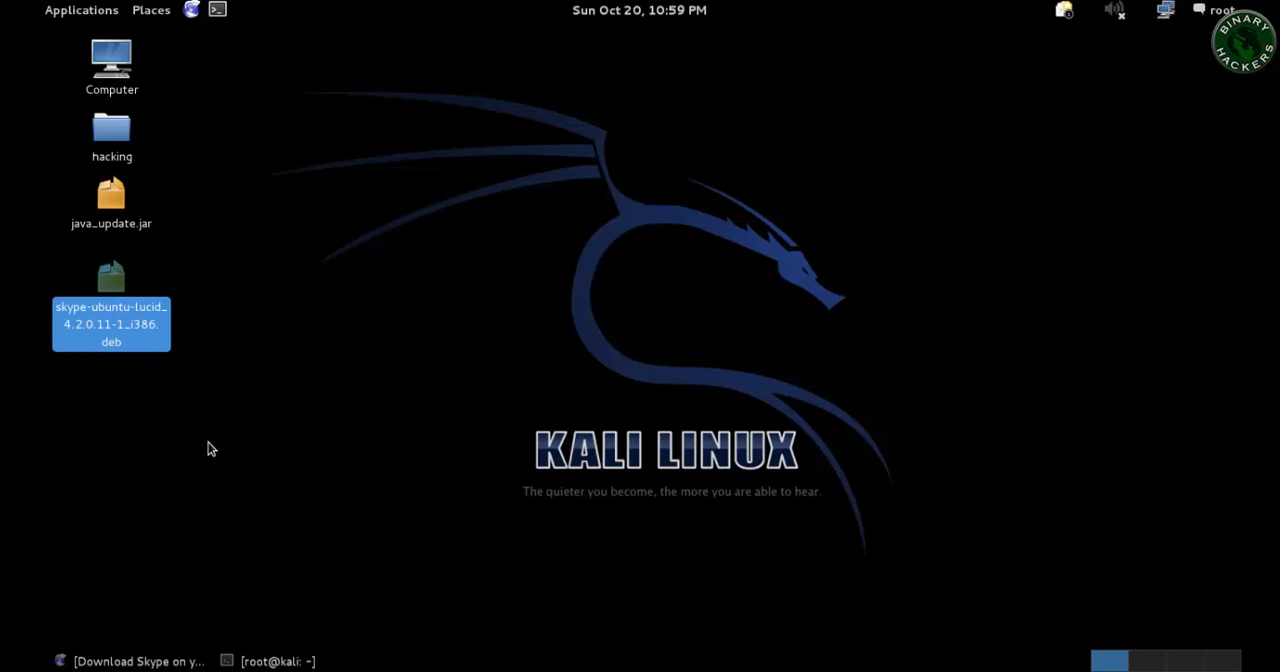 Applications Places
Sun Oct 20, 10:59 PM
root
BINARY
HACKERS
Computer
hacking
java_update.jar
skype-ubuntu-lucid_
4.2.0.11-1_i386.
deb
KALI LINUX
The quieter you become, the more you are able to hear.
[Download Skype on y... [root@kali: ~]